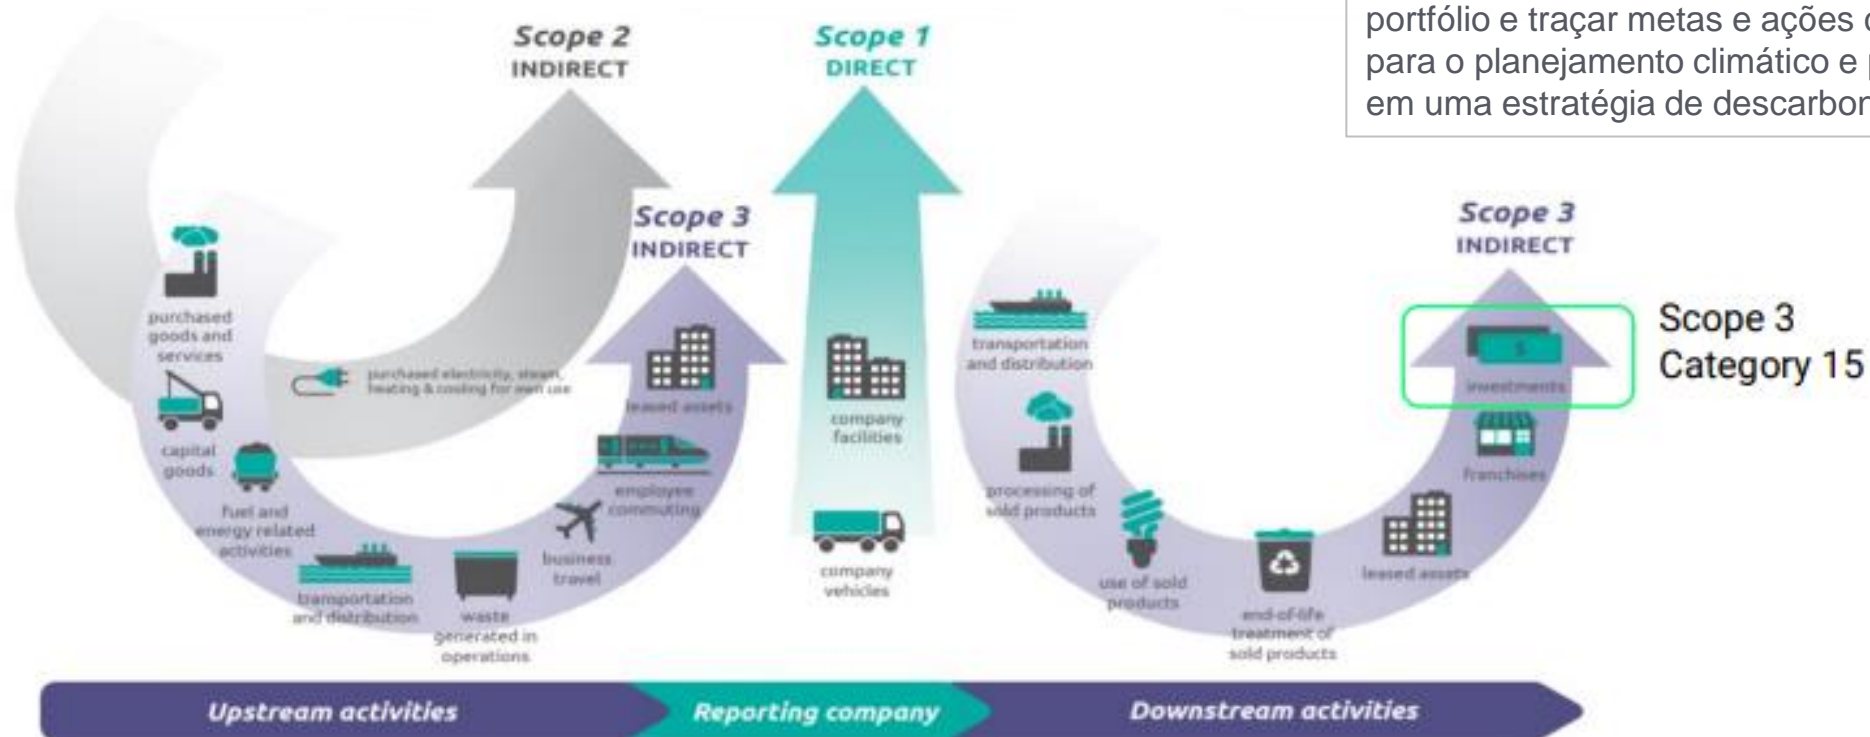 portfólio e traçar metas e ações
para o planejamento climático e
em uma estratégia de
Scope 2
INDIRECT
Scope 1
DIRECT
Scope 3
INDIRECT
Scope 3
INDIRECT
purchased
goods and
services
capital
goods
fuel and
energy related
activities
transportation
and distribution
waste
generated in
operations
business
travel
employee
commuting
leased assets
purchased electricity, steam,
heating & cooling for own use
company
facilities
company
vehicles
transportation
and distribution
processing of
sold products
use of sold
products
end-of-life
treatment of
sold products
leased assets
franchises
$
investments
Scope 3
Category 15
Upstream activities
Reporting company
Downstream activities